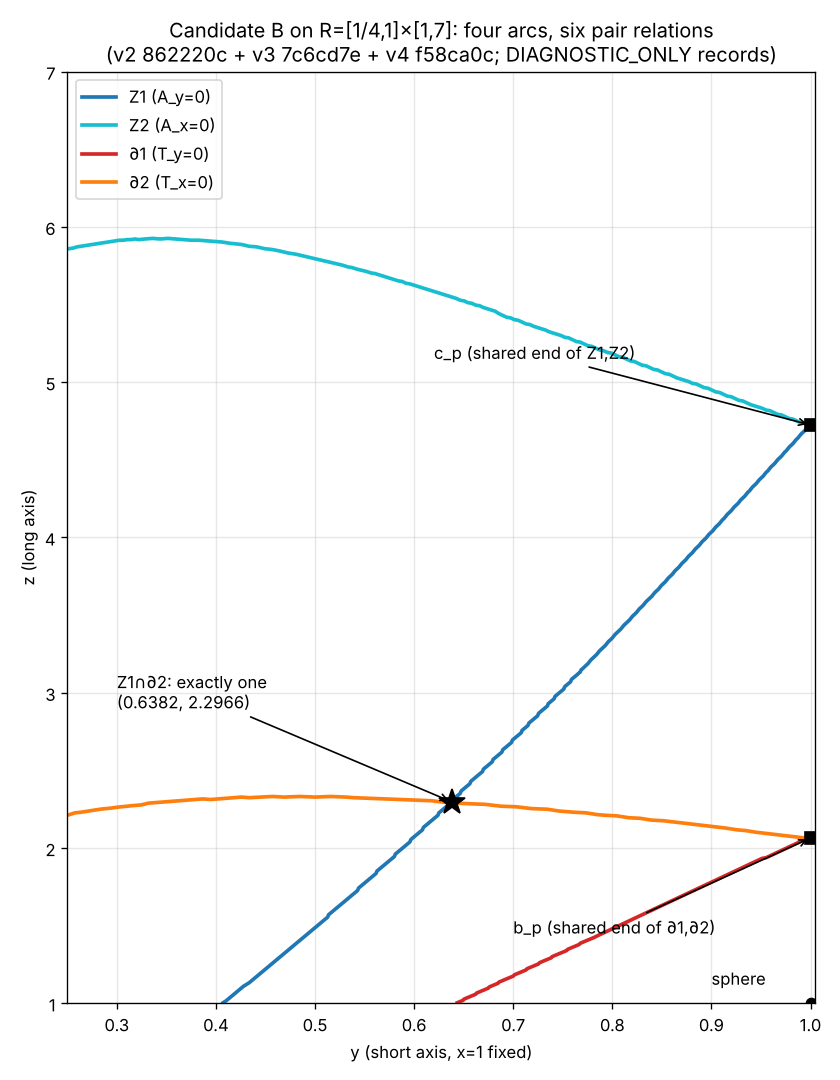 Candidate B on R=[1/4,1]×[1,7]: four arcs, six pair relations
(v2 862220c + v3 7c6cd7e + v4 f58ca0c; DIAGNOSTIC_ONLY records)
7
Z1 (A_y=0)
Z2 (A_x=0)
∂1 (T_y=0)
∂2 (T_x=0)
6
c_p (shared end of Z1,Z2)
5
z (long axis)
4
Z1∩∂2: exactly one
(0.6382, 2.2966)
3
2
b_p (shared end of ∂1,∂2)
sphere
1
0.3 0.4 0.5 0.6 0.7 0.8 0.9 1.0
y (short axis, x=1 fixed)